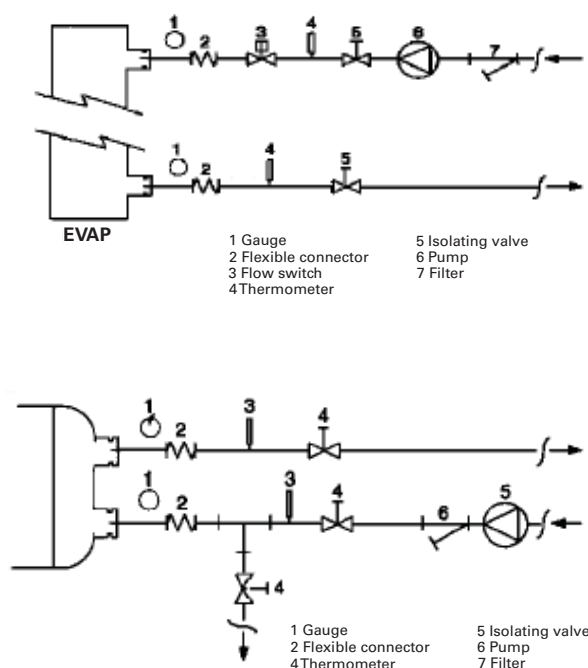 1 2 3 4 5 6 7
1 2 4 5
EVAP
1 Gauge
2 Flexible connector
3 Flow switch
4 Thermometer
5 Isolating valve
6 Pump
7 Filter
1 2 3 4
1 2 3 4 6 5
4
1 Gauge
2 Flexible connector
4 Thermometer
5 Isolating valve
6 Pump
7 Filter